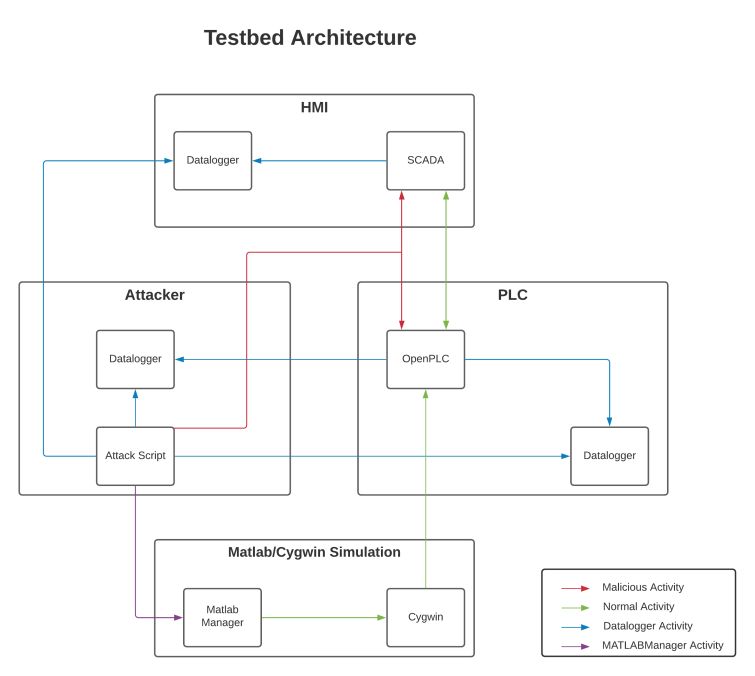 Testbed Architecture
HMI
Datalogger
SCADA
Attacker
PLC
Datalogger
OpenPLC
Attack Script
Datalogger
Matlab/Cygwin Simulation
Matlab
Manager
Cygwin
Malicious Activity
Normal Activity
Datalogger Activity
MATLABManager Activity